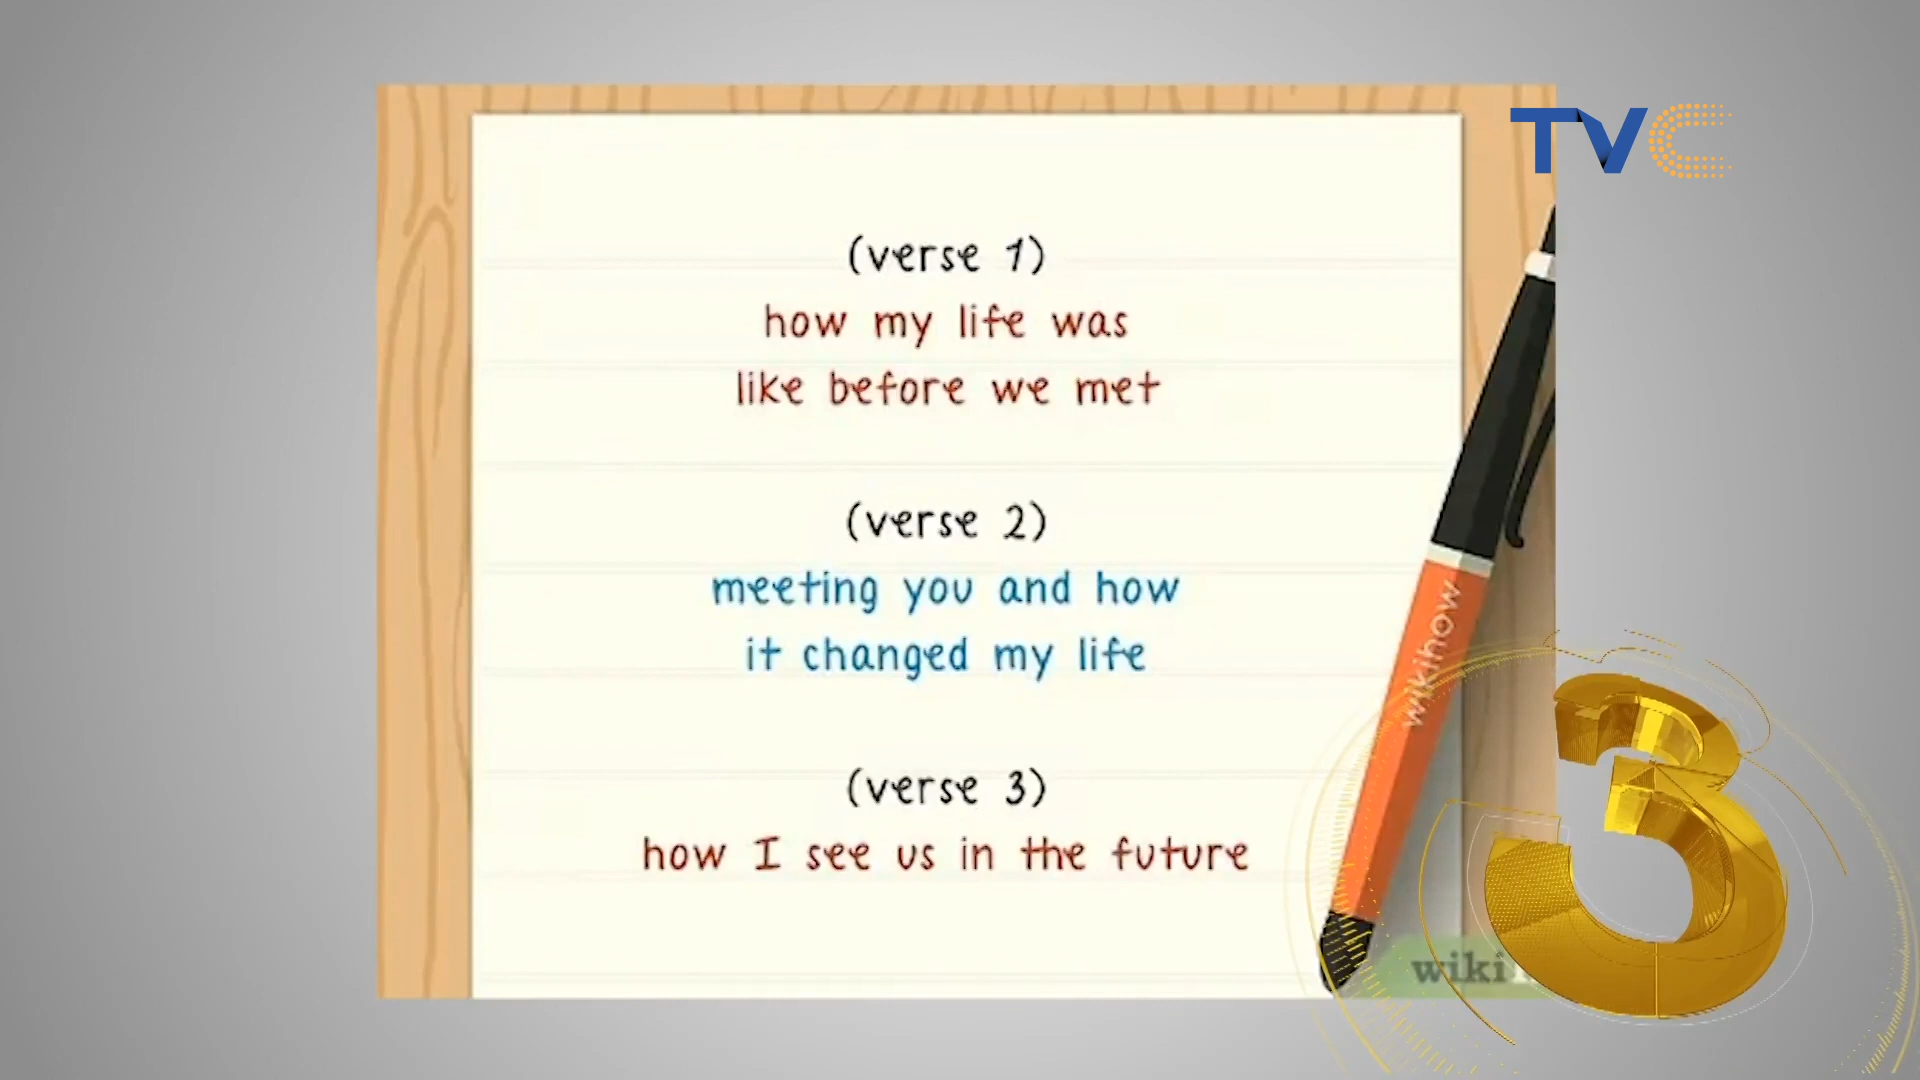 TVC
(verse 1)
how my life was
like before we met
(verse 2)
meeting you and how
it changed my life
(verse 3)
how I see us in the future
wikihow
wiki
3